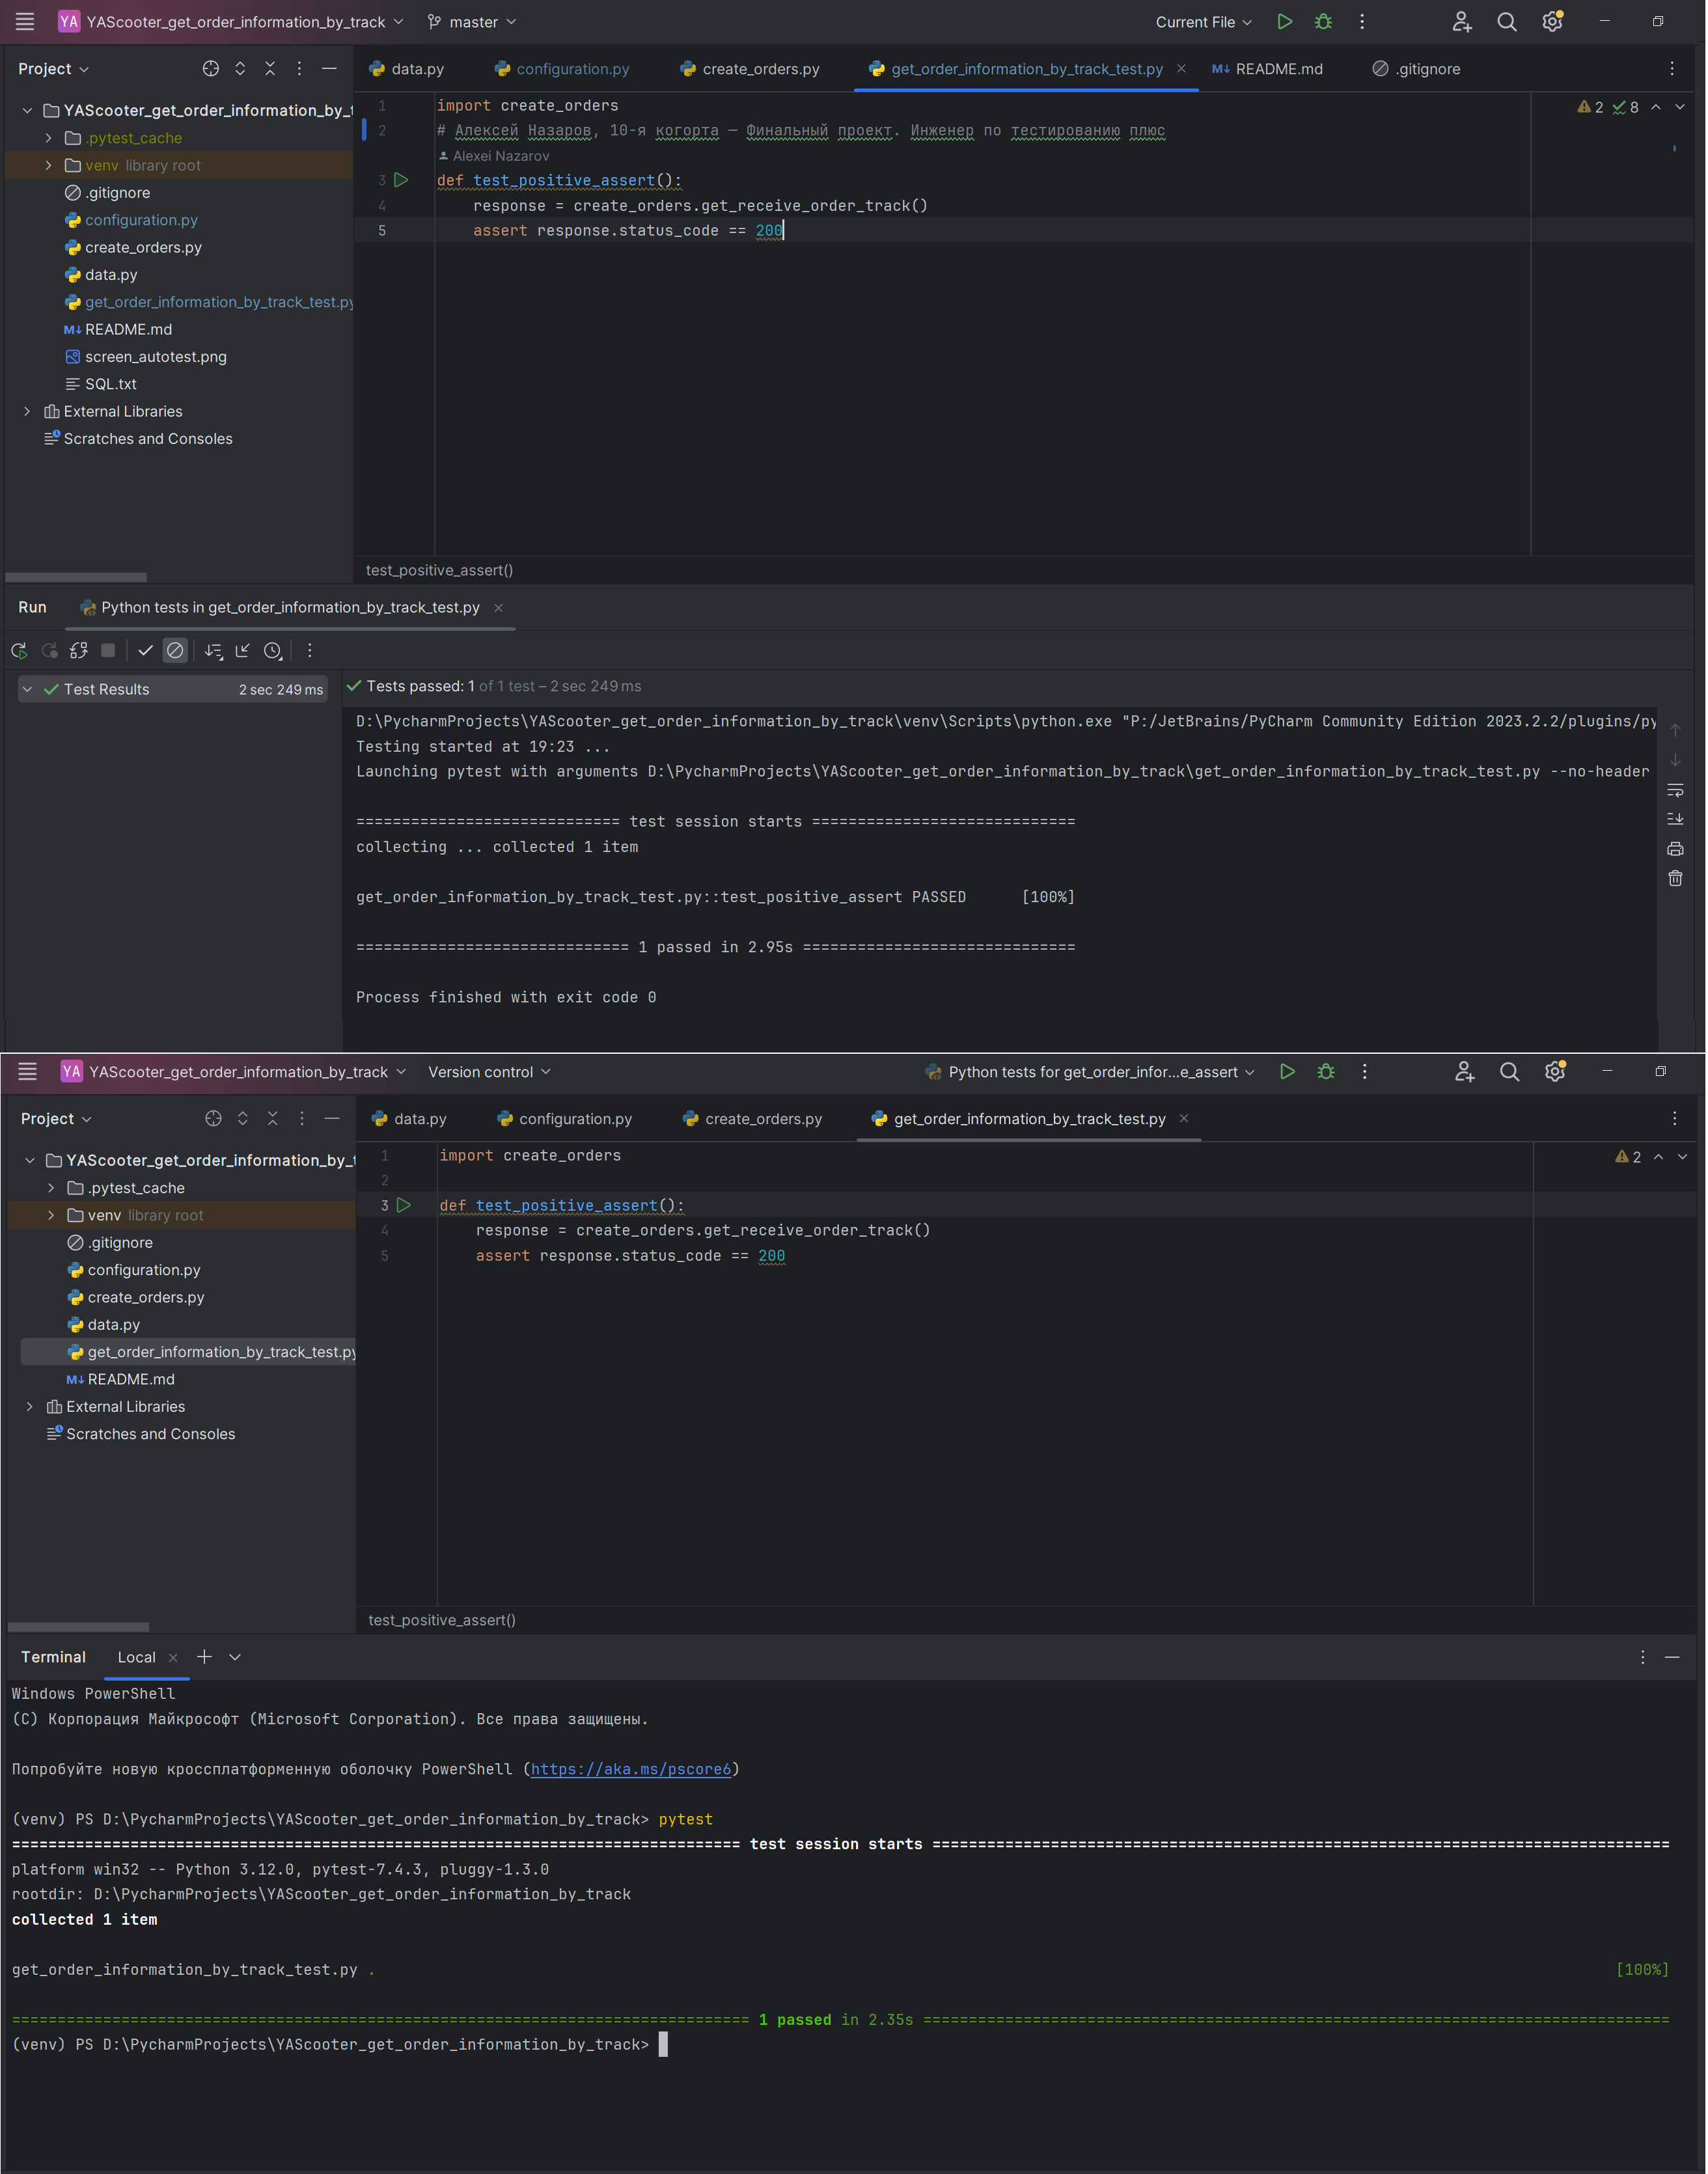 YA YAScooter_get_order_information_by_track master Current File
Project
data.py configuration.py create_orders.py get_order_information_by_track_test.py M↓ README.md .gitignore
YAScooter_get_order_information_by_t
.pytest_cache
venv library root
.gitignore
configuration.py
create_orders.py
data.py
get_order_information_by_track_test.py
M↓ README.md
screen_autotest.png
SQL.txt
External Libraries
Scratches and Consoles
1 import create_orders
2 # Алексей Назаров, 10-я когорта — Финальный проект. Инженер по тестированию плюс
Alexei Nazarov
3 def test_positive_assert():
4 response = create_orders.get_receive_order_track()
5 assert response.status_code == 200
2 8
test_positive_assert()
Run Python tests in get_order_information_by_track_test.py
Test Results 2 sec 249 ms
Tests passed: 1 of 1 test – 2 sec 249 ms
D:\PycharmProjects\YAScooter_get_order_information_by_track\venv\Scripts\python.exe "P:/JetBrains/PyCharm Community Edition 2023.2.2/plugins/py
Testing started at 19:23 ...
Launching pytest with arguments D:\PycharmProjects\YAScooter_get_order_information_by_track\get_order_information_by_track_test.py --no-header
============================= test session starts =============================
collecting ... collected 1 item
get_order_information_by_track_test.py::test_positive_assert PASSED [100%]
============================== 1 passed in 2.95s ==============================
Process finished with exit code 0
YA YAScooter_get_order_information_by_track Version control Python tests for get_order_infor...e_assert
Project
data.py configuration.py create_orders.py get_order_information_by_track_test.py
YAScooter_get_order_information_by_t
.pytest_cache
venv library root
.gitignore
configuration.py
create_orders.py
data.py
get_order_information_by_track_test.py
M↓ README.md
External Libraries
Scratches and Consoles
1 import create_orders
2
3 def test_positive_assert():
4 response = create_orders.get_receive_order_track()
5 assert response.status_code == 200
2
test_positive_assert()
Terminal Local
Windows PowerShell
(C) Корпорация Майкрософт (Microsoft Corporation). Все права защищены.
Попробуйте новую кроссплатформенную оболочку PowerShell (https://aka.ms/pscore6)
(venv) PS D:\PycharmProjects\YAScooter_get_order_information_by_track> pytest
================================================================================ test session starts =================================================================================
platform win32 -- Python 3.12.0, pytest-7.4.3, pluggy-1.3.0
rootdir: D:\PycharmProjects\YAScooter_get_order_information_by_track
collected 1 item
get_order_information_by_track_test.py . [100%]
================================================================================= 1 passed in 2.35s ==================================================================================
(venv) PS D:\PycharmProjects\YAScooter_get_order_information_by_track>